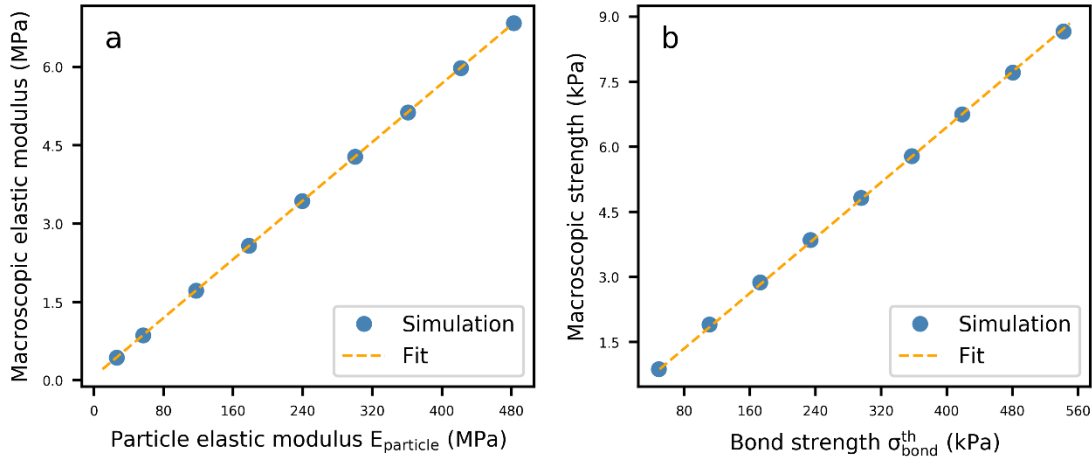 a
Macroscopic elastic modulus (MPa)
6.0
4.5
3.0
1.5
0.0
0 80 160 240 320 400 480
Particle elastic modulus E_particle (MPa)
Simulation
Fit
b
Macroscopic strength (kPa)
9.0
7.5
6.0
4.5
3.0
1.5
80 160 240 320 400 480 560
Bond strength σ^th_bond (kPa)
Simulation
Fit